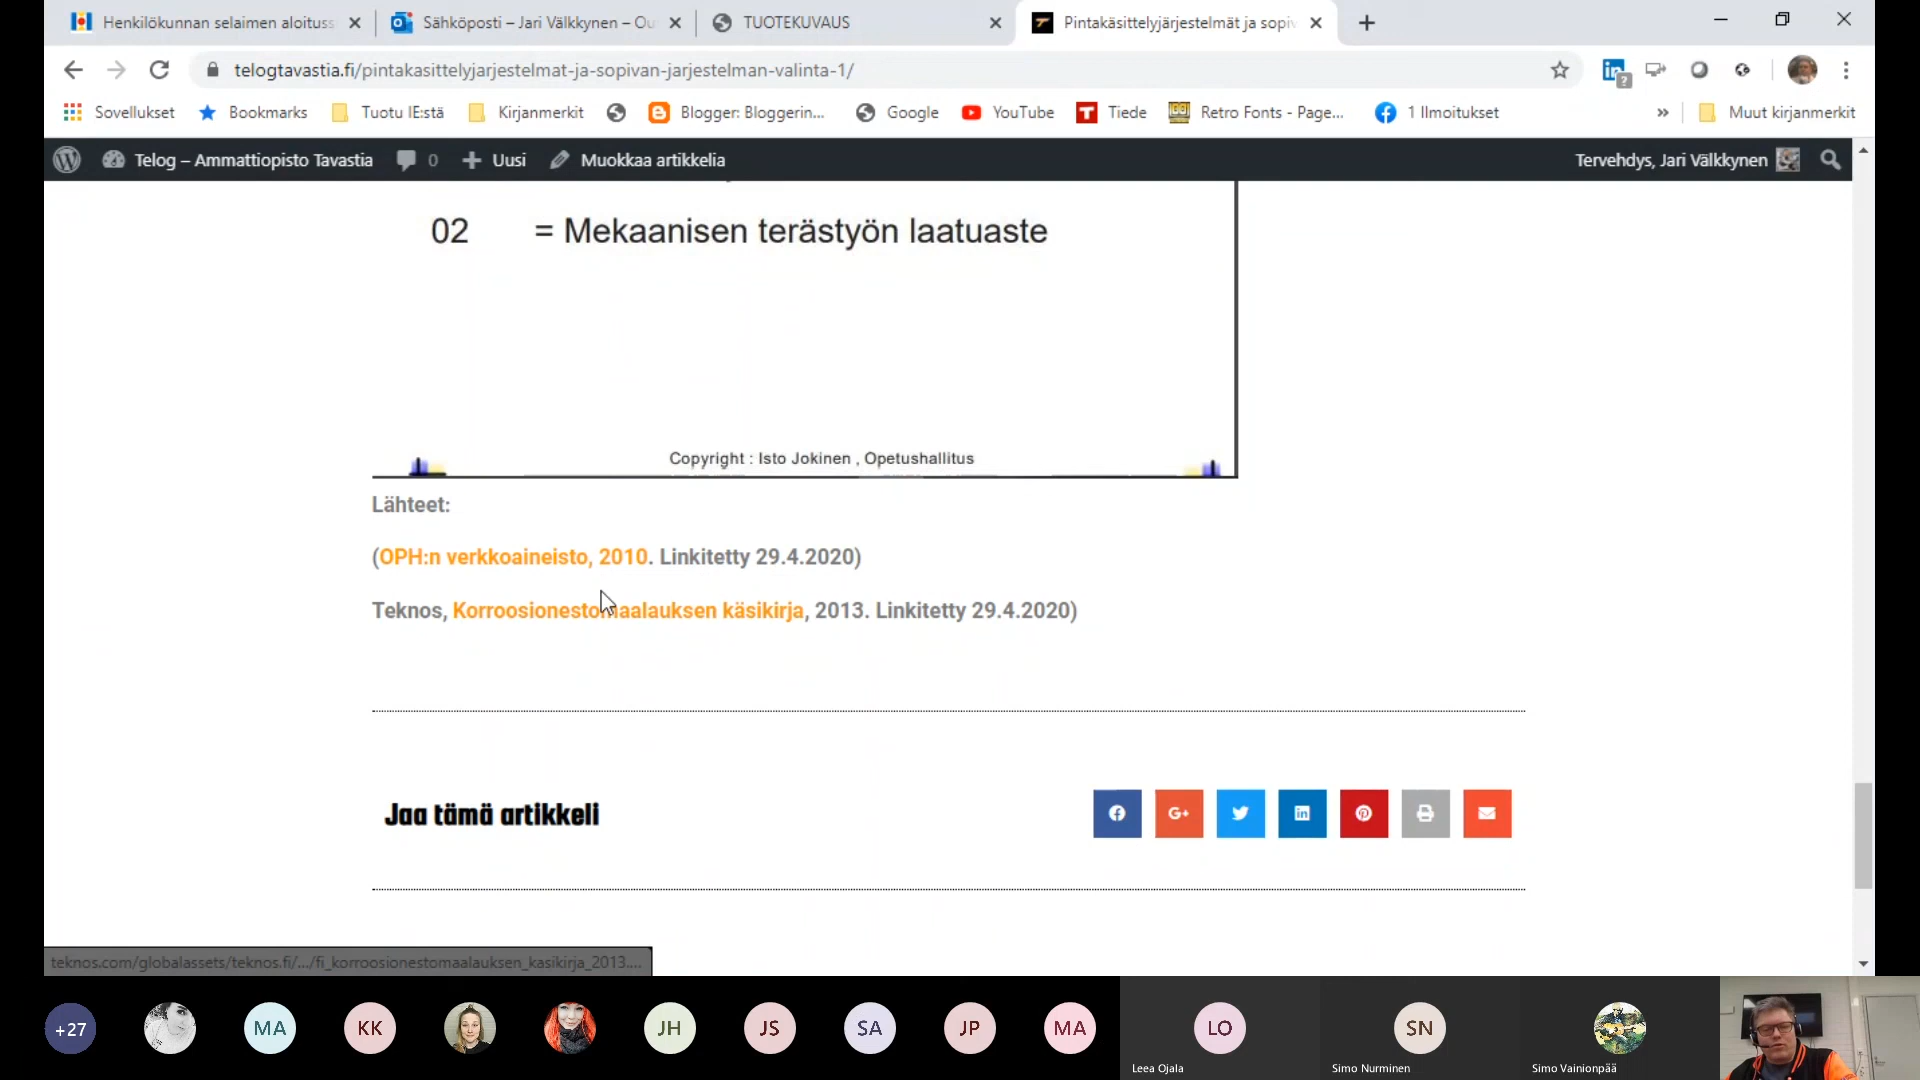 Henkilökunnan selaimen aloituss
Sähköposti – Jari Välkkynen – Ou
TUOTEKUVAUS
Pintakäsittelyjärjestelmät ja sopiv
telogtavastia.fi/pintakasittelyjarjestelmat-ja-sopivan-jarjestelman-valinta-1/
Sovellukset
Bookmarks
Tuotu IE:stä
Kirjanmerkit
Blogger: Bloggerin...
Google
YouTube
Tiede
Retro Fonts - Page...
1 Ilmoitukset
»
Muut kirjanmerkit
Telog – Ammattiopisto Tavastia
0
Uusi
Muokkaa artikkelia
Tervehdys, Jari Välkkynen
02 = Mekaanisen terästyön laatuaste
Copyright : Isto Jokinen , Opetushallitus
Lähteet:
(OPH:n verkkoaineisto, 2010. Linkitetty 29.4.2020)
Teknos, Korroosionestomaalauksen käsikirja, 2013. Linkitetty 29.4.2020)
Jaa tämä artikkeli
teknos.com/globalassets/teknos.fi/.../fi_korroosionestomaalauksen_kasikirja_2013....
+27
MA
KK
JH
JS
SA
JP
MA
LO
SN
Leea Ojala
Simo Nurminen
Simo Vainionpää